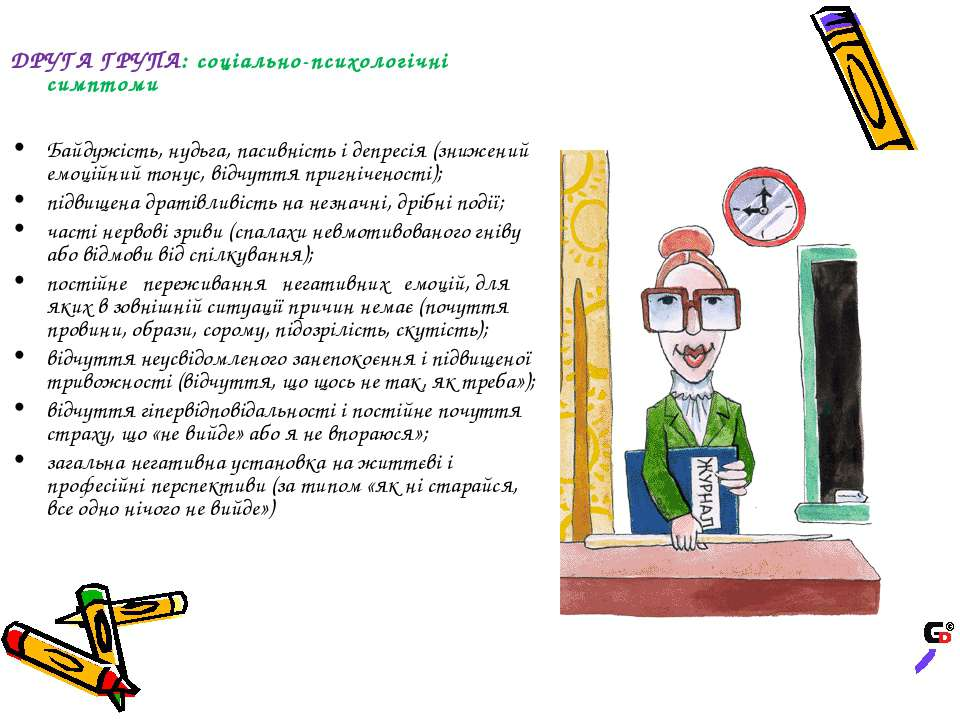 ДРУГА ГРУПА: соціально-психологічні
симптоми
• Байдужість, нудьга, пасивність і депресія (знижений
емоційний тонус, відчуття пригніченості);
• підвищена дратівливість на незначні, дрібні події;
• часті нервові зриви (спалахи невмотивованого гніву
або відмови від спілкування);
• постійне переживання негативних емоцій, для
яких в зовнішній ситуації причин немає (почуття
провини, образи, сорому, підозрілість, скутість);
• відчуття неусвідомленого занепокоєння і підвищеної
тривожності (відчуття, що щось не так, як треба»);
• відчуття гіпервідповідальності і постійне почуття
страху, що «не вийде» або я не впораюся»;
• загальна негативна установка на життєві і
професійні перспективи (за типом «як ні старайся,
все одно нічого не вийде»)
ЖУРНАЛ
GD©